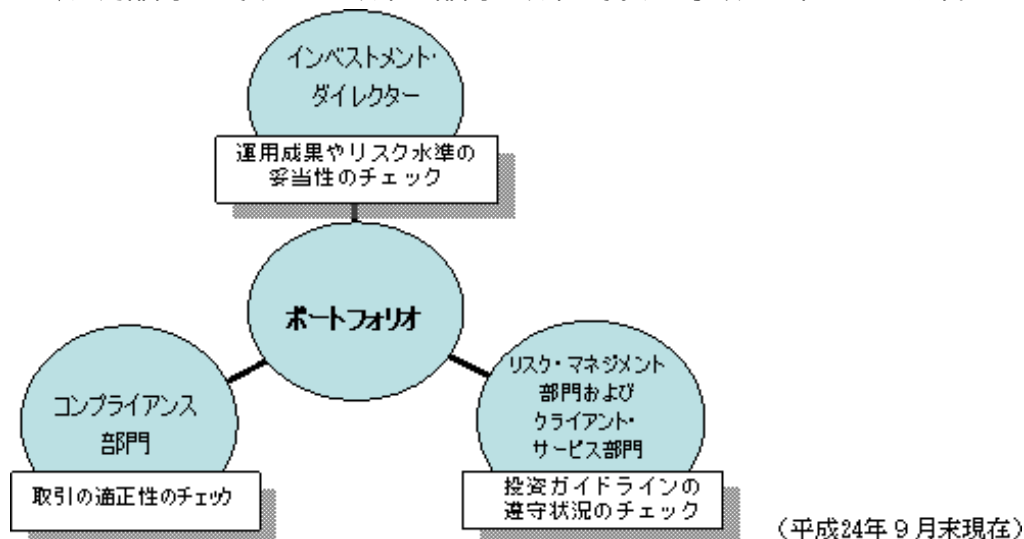 インベストメント・
ダイレクター
運用成果やリスク水準の
妥当性のチェック
ポートフォリオ
コンプライアンス
部門
取引の適正性のチェック
リスク・マネジメント
部門および
クライアント・
サービス部門
投資ガイドラインの
遵守状況のチェック
（平成24年９月末現在）